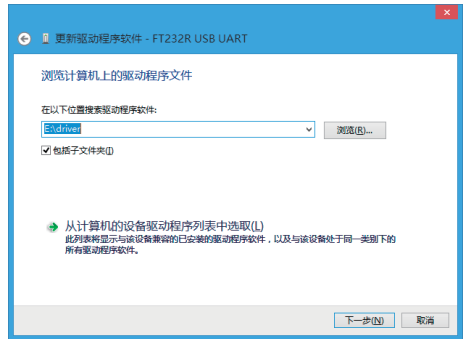 更新驱动程序软件 - FT232R USB UART
浏览计算机上的驱动程序文件
在以下位置搜索驱动程序软件:
E:\driver
浏览(R)...
包括子文件夹(I)
从计算机的设备驱动程序列表中选取(L)
此列表将显示与该设备兼容的已安装的驱动程序软件，以及与该设备处于同一类别下的
所有驱动程序软件。
下一步(N)
取消